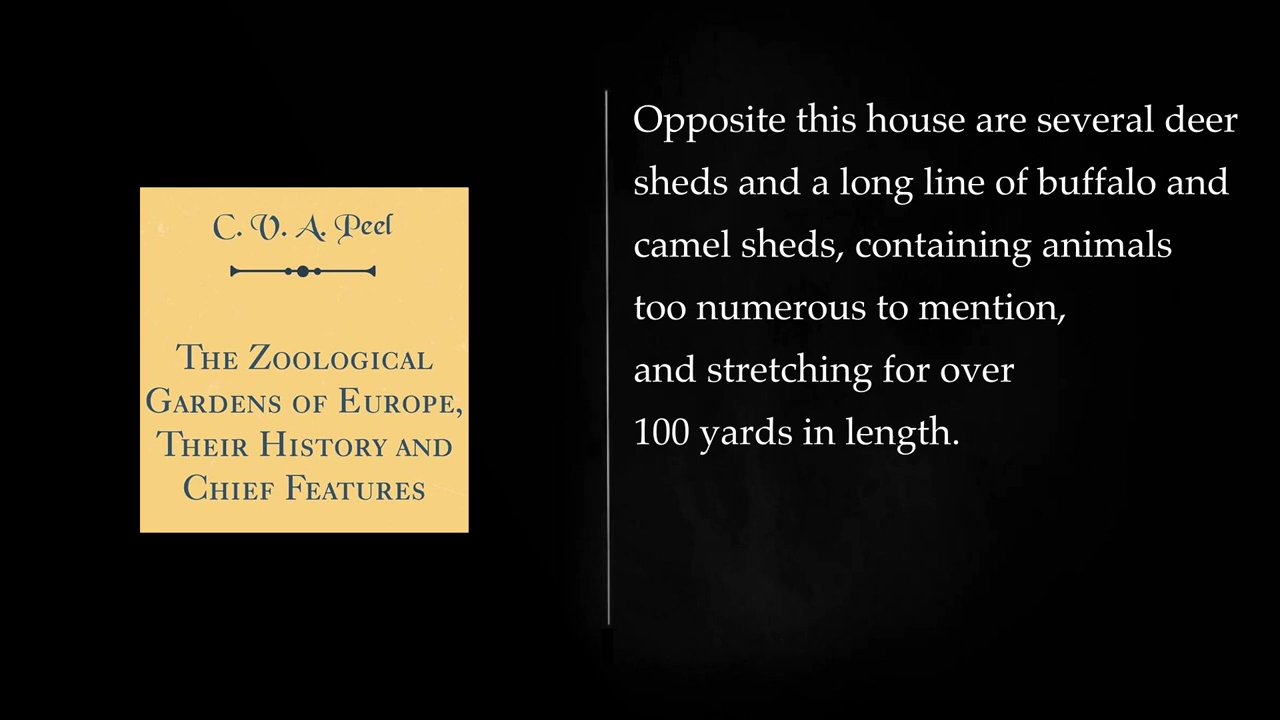 C. V. A. Peel
The Zoological
Gardens of Europe,
Their History and
Chief Features
Opposite this house are several deer
sheds and a long line of buffalo and
camel sheds, containing animals
too numerous to mention,
and stretching for over
100 yards in length.